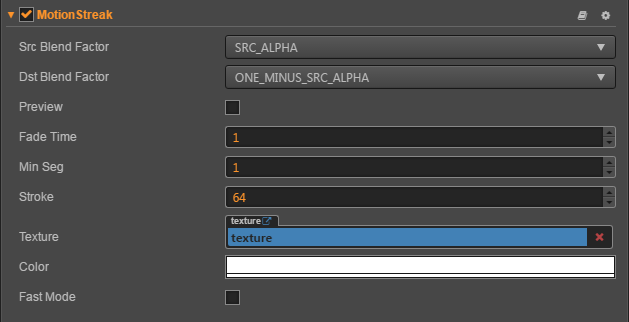 MotionStreak
Src Blend Factor SRC_ALPHA
Dst Blend Factor ONE_MINUS_SRC_ALPHA
Preview
Fade Time 1
Min Seg 1
Stroke 64
texture
Texture texture
Color
Fast Mode